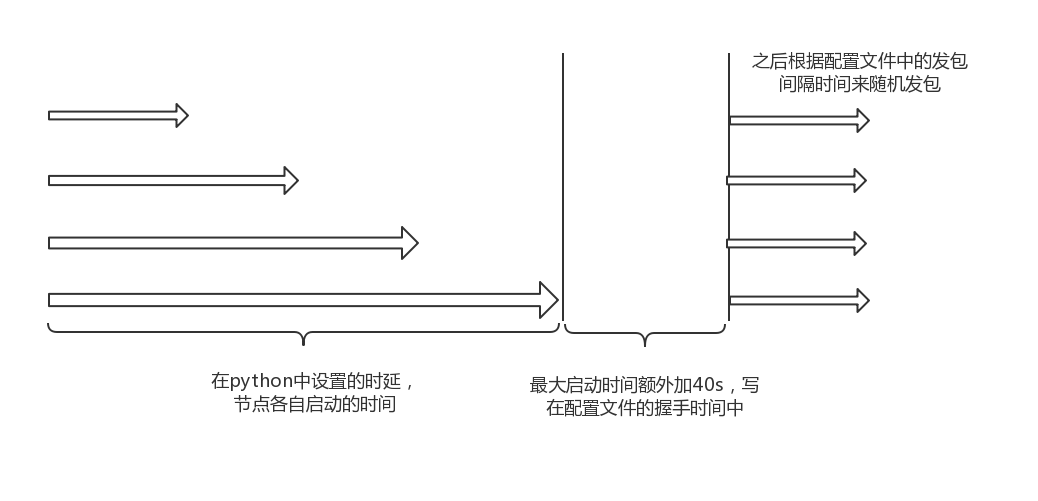 之后根据配置文件中的发包
间隔时间来随机发包
在python中设置的时延，
节点各自启动的时间
最大启动时间额外加40s，写
在配置文件的握手时间中